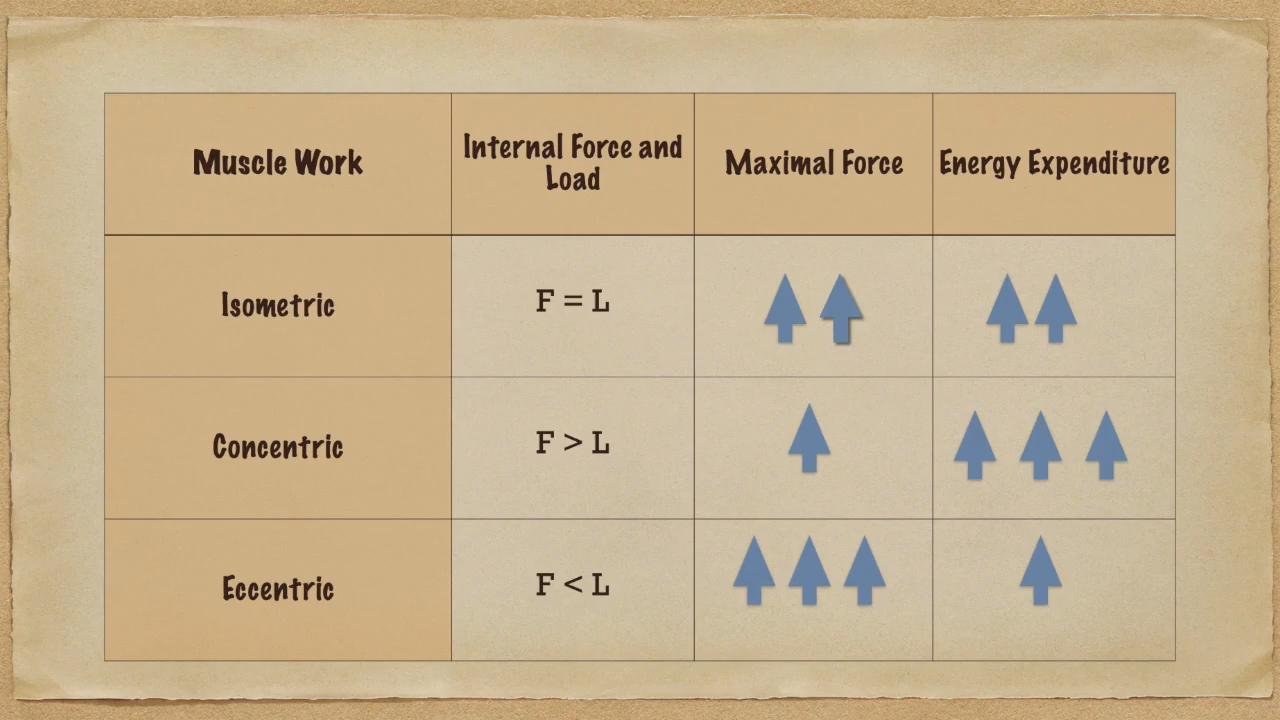 Muscle Work
Internal Force and
Load
Maximal Force
Energy Expenditure
Isometric
F = L
Concentric
F > L
Eccentric
F < L